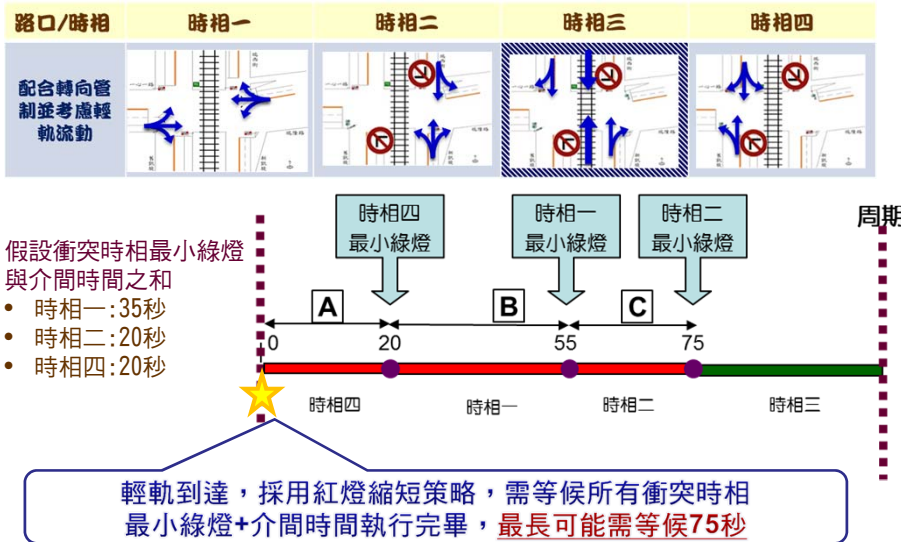 路口/時相
時相一
時相二
時相三
時相四
配合轉向管
制並考慮輕
軌流動
假設衝突時相最小綠燈
與介間時間之和
• 時相一:35秒
• 時相二:20秒
• 時相四:20秒
時相四
最小綠燈
時相一
最小綠燈
時相二
最小綠燈
周期
A
B
C
0
20
55
75
時相四
時相一
時相二
時相三
輕軌到達，採用紅燈縮短策略，需等候所有衝突時相
最小綠燈+介間時間執行完畢，最長可能需等候75秒